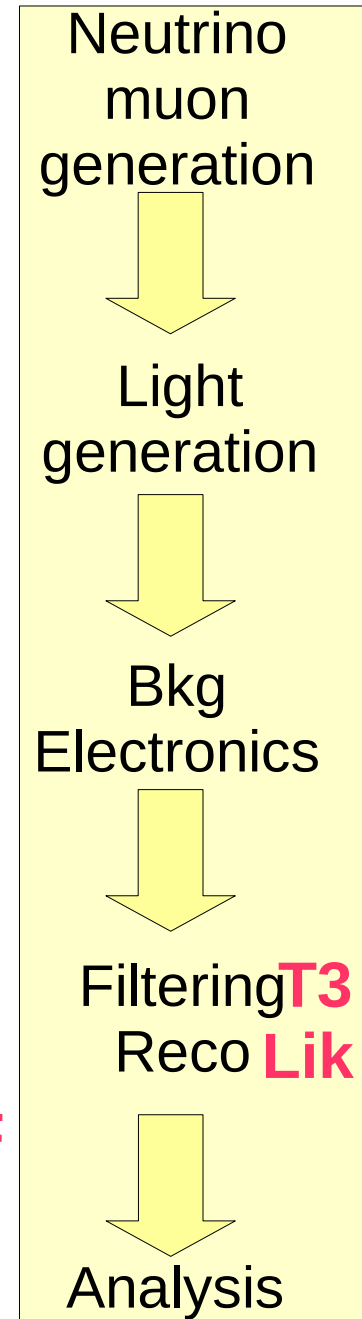 Neutrino
muon
generation
Light
generation
Bkg
Electronics
Filtering T3
Reco Lik
Analysis